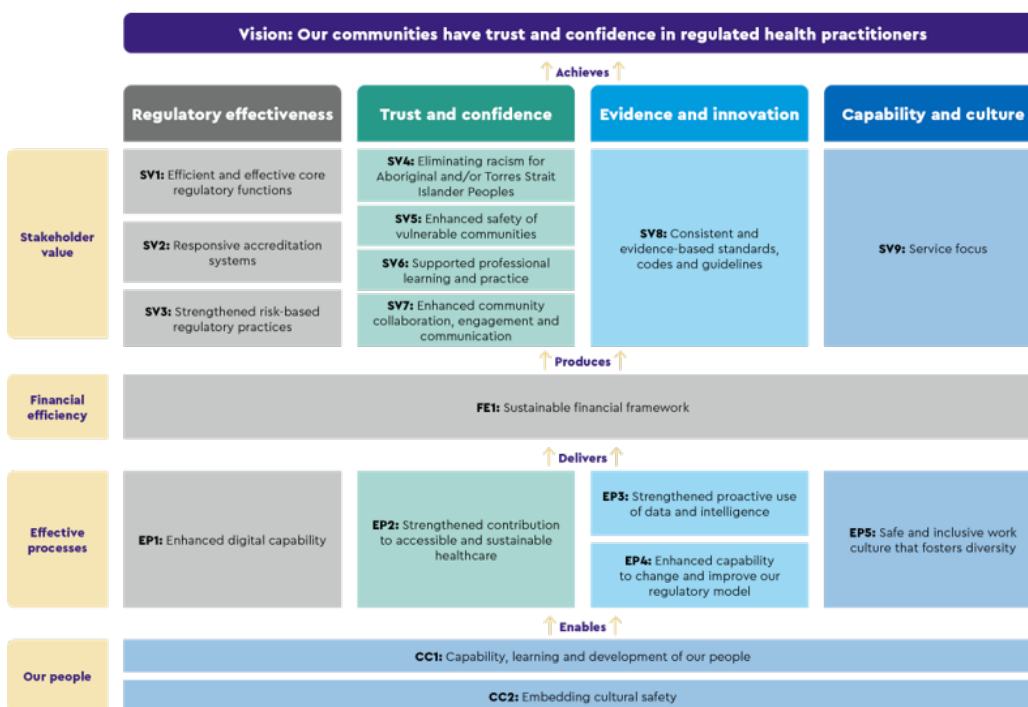 Vision: Our communities have trust and confidence in regulated health practitioners
Achieves
Regulatory effectiveness
Trust and confidence
Evidence and innovation
Capability and culture
Stakeholder
value
SV1: Efficient and effective core
regulatory functions
SV2: Responsive accreditation
systems
SV3: Strengthened risk-based
regulatory practices
SV4: Eliminating racism for
Aboriginal and/or Torres Strait
Islander Peoples
SV5: Enhanced safety of
vulnerable communities
SV6: Supported professional
learning and practice
SV7: Enhanced community
collaboration, engagement and
communication
SV8: Consistent and
evidence-based standards,
codes and guidelines
SV9: Service focus
Produces
Financial
efficiency
FE1: Sustainable financial framework
Delivers
Effective
processes
EP1: Enhanced digital capability
EP2: Strengthened contribution
to accessible and sustainable
healthcare
EP3: Strengthened proactive use
of data and intelligence
EP4: Enhanced capability
to change and improve our
regulatory model
EP5: Safe and inclusive work
culture that fosters diversity
Enables
Our people
CC1: Capability, learning and development of our people
CC2: Embedding cultural safety